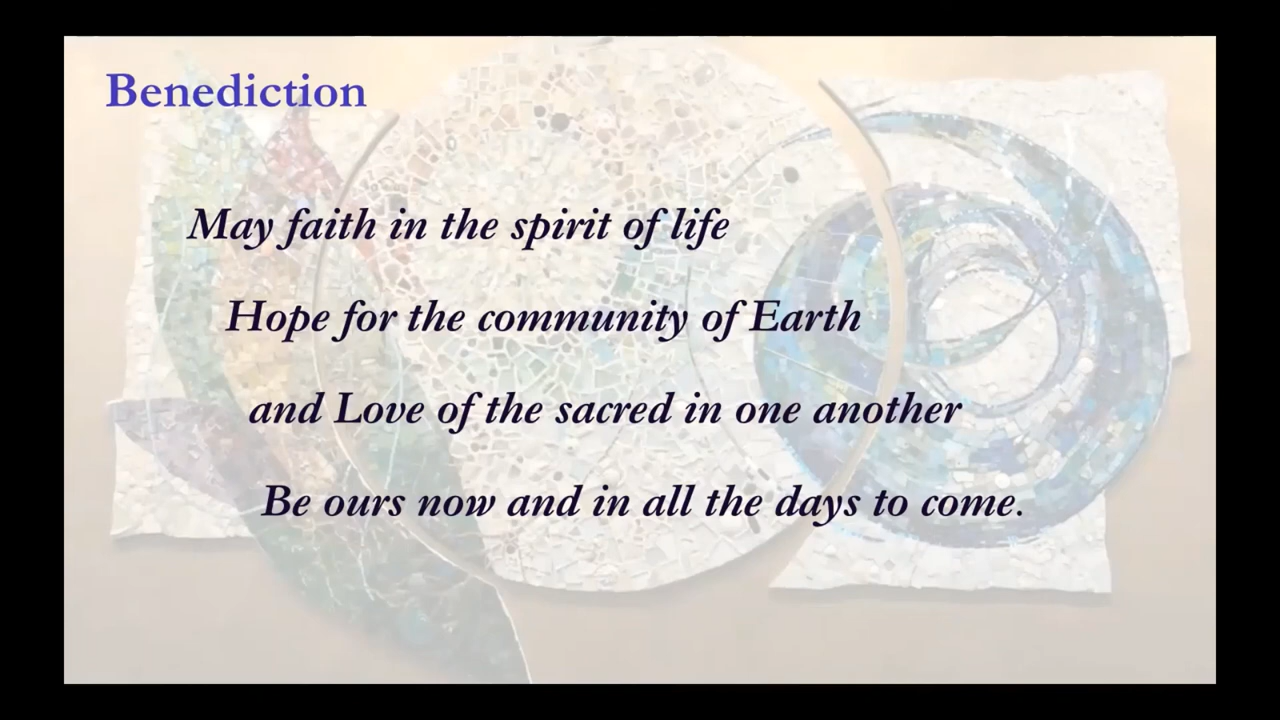 Benediction
May faith in the spirit of life
Hope for the community of Earth
and Love of the sacred in one another
Be ours now and in all the days to come.